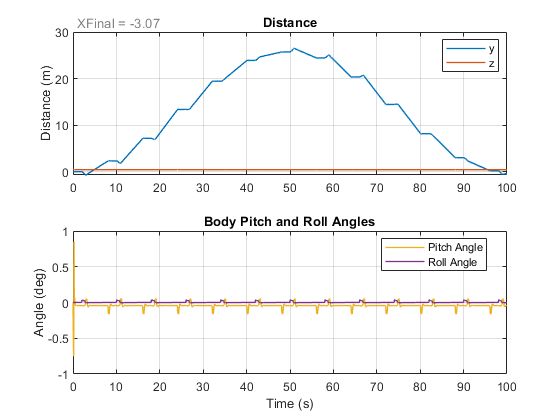 XFinal = -3.07
Distance
30
20
10
0
Distance (m)
y
z
0 10 20 30 40 50 60 70 80 90 100
Body Pitch and Roll Angles
1
0.5
0
-0.5
-1
Angle (deg)
Pitch Angle
Roll Angle
0 10 20 30 40 50 60 70 80 90 100
Time (s)